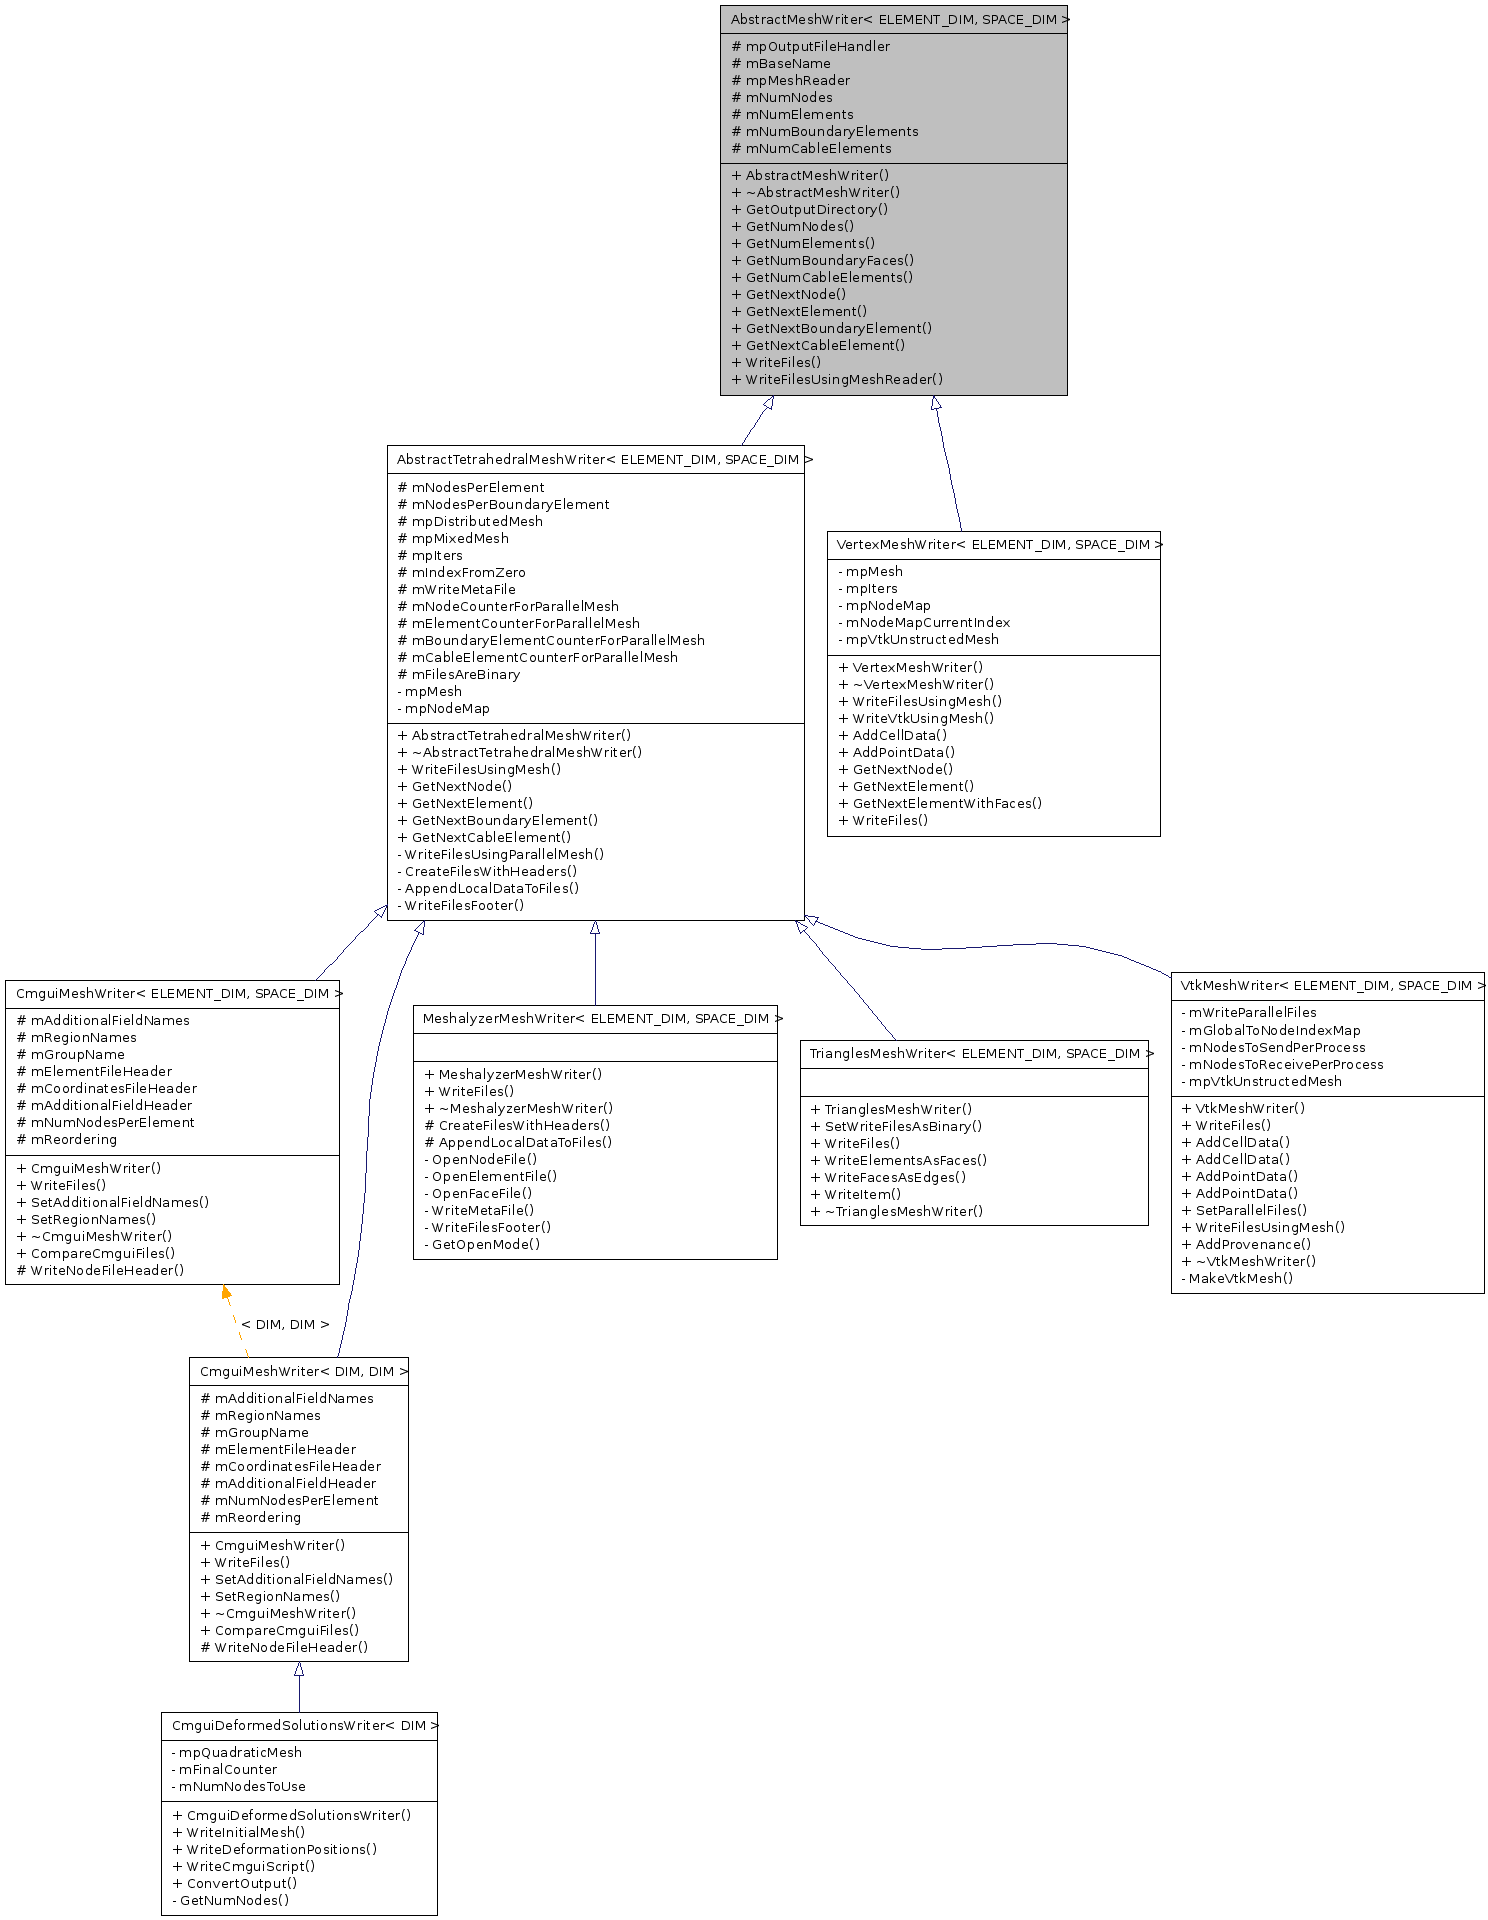 AbstractMeshWriter< ELEMENT_DIM, SPACE_DIM >
# mpOutputFileHandler
# mBaseName
# mpMeshReader
# mNumNodes
# mNumElements
# mNumBoundaryElements
# mNumCableElements
+ AbstractMeshWriter()
+ ~AbstractMeshWriter()
+ GetOutputDirectory()
+ GetNumNodes()
+ GetNumElements()
+ GetNumBoundaryFaces()
+ GetNumCableElements()
+ GetNextNode()
+ GetNextElement()
+ GetNextBoundaryElement()
+ GetNextCableElement()
+ WriteFiles()
+ WriteFilesUsingMeshReader()
AbstractTetrahedralMeshWriter< ELEMENT_DIM, SPACE_DIM >
# mNodesPerElement
# mNodesPerBoundaryElement
# mpDistributedMesh
# mpMixedMesh
# mpIters
# mIndexFromZero
# mWriteMetaFile
# mNodeCounterForParallelMesh
# mElementCounterForParallelMesh
# mBoundaryElementCounterForParallelMesh
# mCableElementCounterForParallelMesh
# mFilesAreBinary
- mpMesh
- mpNodeMap
+ AbstractTetrahedralMeshWriter()
+ ~AbstractTetrahedralMeshWriter()
+ WriteFilesUsingMesh()
+ GetNextNode()
+ GetNextElement()
+ GetNextBoundaryElement()
+ GetNextCableElement()
- WriteFilesUsingParallelMesh()
- CreateFilesWithHeaders()
- AppendLocalDataToFiles()
- WriteFilesFooter()
VertexMeshWriter< ELEMENT_DIM, SPACE_DIM >
- mpMesh
- mpIters
- mpNodeMap
- mNodeMapCurrentIndex
- mpVtkUnstructedMesh
+ VertexMeshWriter()
+ ~VertexMeshWriter()
+ WriteFilesUsingMesh()
+ WriteVtkUsingMesh()
+ AddCellData()
+ AddPointData()
+ GetNextNode()
+ GetNextElement()
+ GetNextElementWithFaces()
+ WriteFiles()
CmguiMeshWriter< ELEMENT_DIM, SPACE_DIM >
# mAdditionalFieldNames
# mRegionNames
# mGroupName
# mElementFileHeader
# mCoordinatesFileHeader
# mAdditionalFieldHeader
# mNumNodesPerElement
# mReordering
+ CmguiMeshWriter()
+ WriteFiles()
+ SetAdditionalFieldNames()
+ SetRegionNames()
+ ~CmguiMeshWriter()
+ CompareCmguiFiles()
# WriteNodeFileHeader()
MeshalyzerMeshWriter< ELEMENT_DIM, SPACE_DIM >
+ MeshalyzerMeshWriter()
+ WriteFiles()
+ ~MeshalyzerMeshWriter()
# CreateFilesWithHeaders()
# AppendLocalDataToFiles()
- OpenNodeFile()
- OpenElementFile()
- OpenFaceFile()
- WriteMetaFile()
- WriteFilesFooter()
- GetOpenMode()
TrianglesMeshWriter< ELEMENT_DIM, SPACE_DIM >
+ TrianglesMeshWriter()
+ SetWriteFilesAsBinary()
+ WriteFiles()
+ WriteElementsAsFaces()
+ WriteFacesAsEdges()
+ WriteItem()
+ ~TrianglesMeshWriter()
VtkMeshWriter< ELEMENT_DIM, SPACE_DIM >
- mWriteParallelFiles
- mGlobalToNodeIndexMap
- mNodesToSendPerProcess
- mNodesToReceivePerProcess
- mpVtkUnstructedMesh
+ VtkMeshWriter()
+ WriteFiles()
+ AddCellData()
+ AddCellData()
+ AddPointData()
+ AddPointData()
+ SetParallelFiles()
+ WriteFilesUsingMesh()
+ AddProvenance()
+ ~VtkMeshWriter()
- MakeVtkMesh()
< DIM, DIM >
CmguiMeshWriter< DIM, DIM >
# mAdditionalFieldNames
# mRegionNames
# mGroupName
# mElementFileHeader
# mCoordinatesFileHeader
# mAdditionalFieldHeader
# mNumNodesPerElement
# mReordering
+ CmguiMeshWriter()
+ WriteFiles()
+ SetAdditionalFieldNames()
+ SetRegionNames()
+ ~CmguiMeshWriter()
+ CompareCmguiFiles()
# WriteNodeFileHeader()
CmguiDeformedSolutionsWriter< DIM >
- mpQuadraticMesh
- mFinalCounter
- mNumNodesToUse
+ CmguiDeformedSolutionsWriter()
+ WriteInitialMesh()
+ WriteDeformationPositions()
+ WriteCmguiScript()
+ ConvertOutput()
- GetNumNodes()